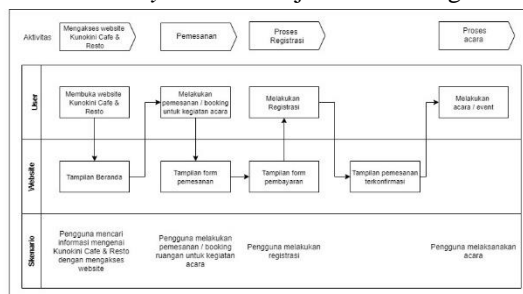 Aktivitas
Mengakses website
Kunokini Cafe &
Resto
Pemesanan
Proses
Registrasi
Proses
acara
User
Membuka website
Kunokini Cafe &
Resto
Melakukan
pemesanan / booking
untuk kegiatan acara
Melakukan
Registrasi
Melakukan
acara / event
Website
Tampilan Beranda
Tampilan form
pemesanan
Tampilan form
pembayaran
Tampilan pemesanan
terkonfirmasi
Skenario
Pengguna mencari
informasi mengenai
Kunokini Cafe & Resto
dengan mengakses
website
Pengguna melakukan
pemesanan / booking
ruangan untuk kegiatan
acara
Pengguna melakukan
registrasi
Pengguna melaksanakan
acara